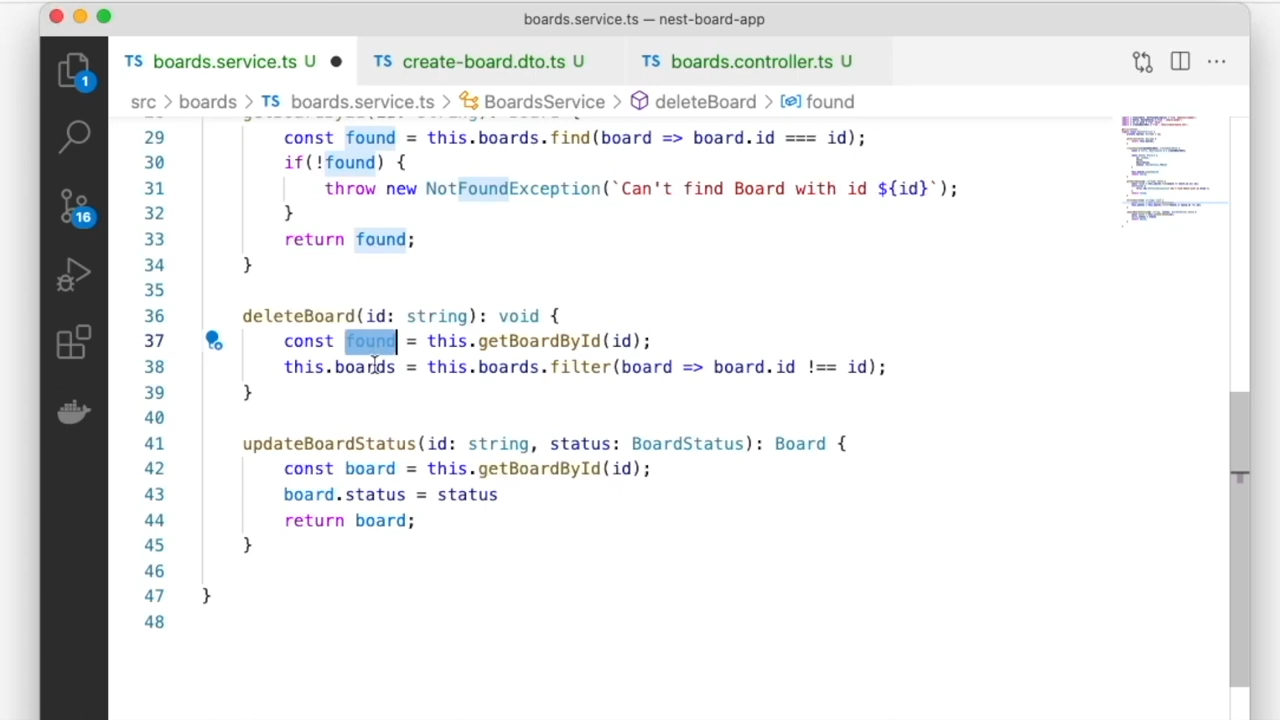 boards.service.ts — nest-board-app
TS boards.service.ts U ● TS create-board.dto.ts U TS boards.controller.ts U ···
1
src > boards > TS boards.service.ts > BoardsService > deleteBoard > found
29 const found = this.boards.find(board => board.id === id);
30 if(!found) {
31 throw new NotFoundException(`Can't find Board with id ${id}`);
32 }
16
33 return found;
34 }
35
36 deleteBoard(id: string): void {
37 const found = this.getBoardById(id);
38 this.boards = this.boards.filter(board => board.id !== id);
39 }
40
41 updateBoardStatus(id: string, status: BoardStatus): Board {
42 const board = this.getBoardById(id);
43 board.status = status
44 return board;
45 }
46
47 }
48